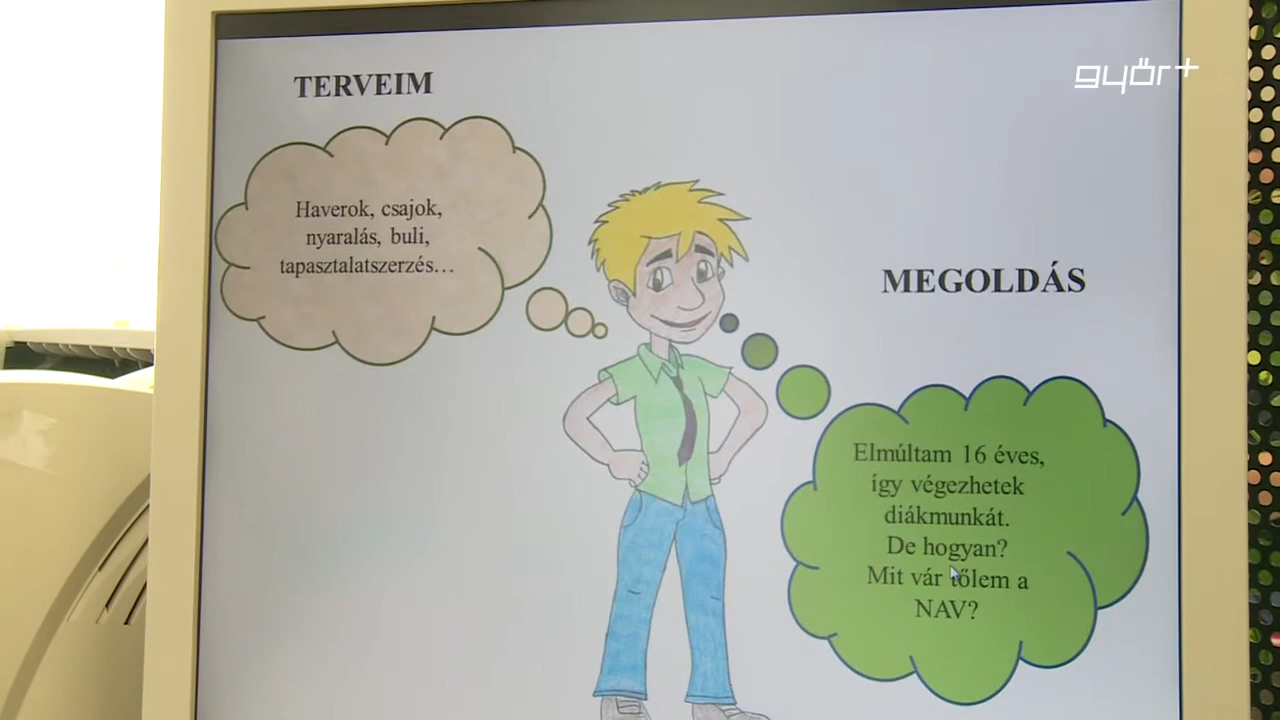 győr+
TERVEIM
Haverok, csajok,
nyaralás, buli,
tapasztalatszerzés…
MEGOLDÁS
Elmúltam 16 éves,
így végezhetek
diákmunkát.
De hogyan?
Mit vár tőlem a
NAV?